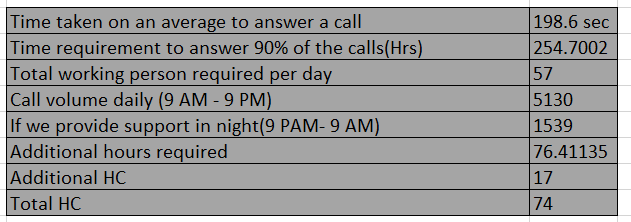 Time taken on an average to answer a call 198.6 sec
Time requirement to answer 90% of the calls(Hrs) 254.7002
Total working person required per day 57
Call volume daily (9 AM - 9 PM) 5130
If we provide support in night(9 PAM- 9 AM) 1539
Additional hours required 76.41135
Additional HC 17
Total HC 74